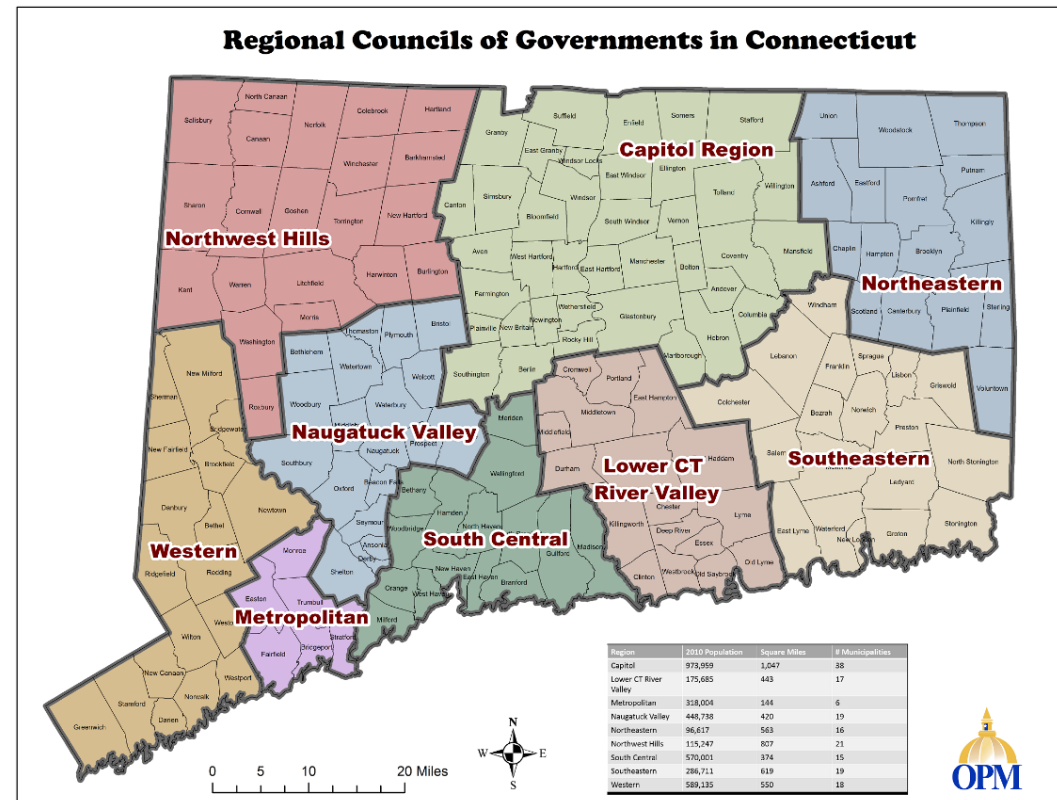 Regional Councils of Governments in Connecticut
North Canaan
Colebrook
Hartland
Salisbury
Norfolk
Canaan
Winchester
Barkhamsted
Sharon
Cornwall
Goshen
Torrington
New Hartford
Northwest Hills
Kent
Warren
Litchfield
Harwinton
Burlington
Morris
Washington
Roxbury
Suffield
Enfield
Somers
Stafford
Granby
East Granby
Windsor Locks
Capitol Region
East Windsor
Ellington
Tolland
Willington
Canton
Simsbury
Bloomfield
Windsor
South Windsor
Vernon
Avon
West Hartford
Hartford
East Hartford
Manchester
Bolton
Coventry
Mansfield
Andover
Columbia
Farmington
Wethersfield
Newington
Glastonbury
Plainville
New Britain
Rocky Hill
Hebron
Marlborough
Southington
Berlin
Union
Woodstock
Thompson
Putnam
Ashford
Eastford
Pomfret
Killingly
Chaplin
Hampton
Brooklyn
Northeastern
Scotland
Canterbury
Plainfield
Sterling
Voluntown
Bristol
Thomaston
Plymouth
Bethlehem
Watertown
Wolcott
Woodbury
Waterbury
Naugatuck Valley
Prospect
Naugatuck
Southbury
Oxford
Beacon Falls
Seymour
Ansonia
Derby
Shelton
New Milford
Sherman
Bridgewater
New Fairfield
Brookfield
Danbury
Bethel
Newtown
Western
Ridgefield
Redding
Wilton
Weston
New Canaan
Westport
Norwalk
Stamford
Darien
Greenwich
Monroe
Easton
Trumbull
Metropolitan
Stratford
Fairfield
Bridgeport
Meriden
Wallingford
Bethany
Hamden
Woodbridge
North Haven
South Central
Guilford
Madison
New Haven
East Haven
Branford
Orange
West Haven
Milford
Cromwell
Portland
East Hampton
Middletown
Middlefield
Durham
Haddam
Lower CT
River Valley
Killingworth
Chester
Deep River
Essex
Lyme
Clinton
Westbrook
Old Saybrook
Old Lyme
Windham
Lebanon
Sprague
Franklin
Lisbon
Griswold
Colchester
Bozrah
Norwich
Preston
Salem
Southeastern
North Stonington
Ledyard
East Lyme
Waterford
New London
Groton
Stonington
Region 2010 Population Square Miles # Municipalities
Capitol 973,959 1,047 38
Lower CT River
Valley 175,685 443 17
Metropolitan 318,004 144 6
Naugatuck Valley 448,738 420 19
Northeastern 96,617 563 16
Northwest Hills 115,247 807 21
South Central 570,001 374 15
Southeastern 286,711 619 19
Western 589,135 550 18
N
W E
S
0 5 10 20 Miles
OPM